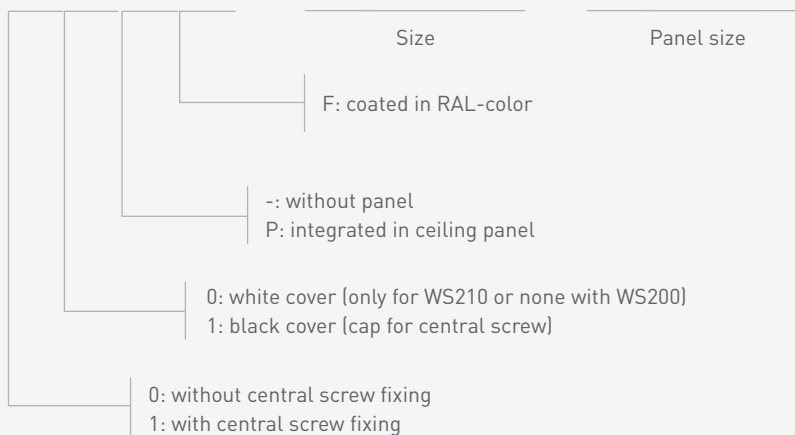 Size Panel size
F: coated in RAL-color
-: without panel
P: integrated in ceiling panel
0: white cover (only for WS210 or none with WS200)
1: black cover (cap for central screw)
0: without central screw fixing
1: with central screw fixing